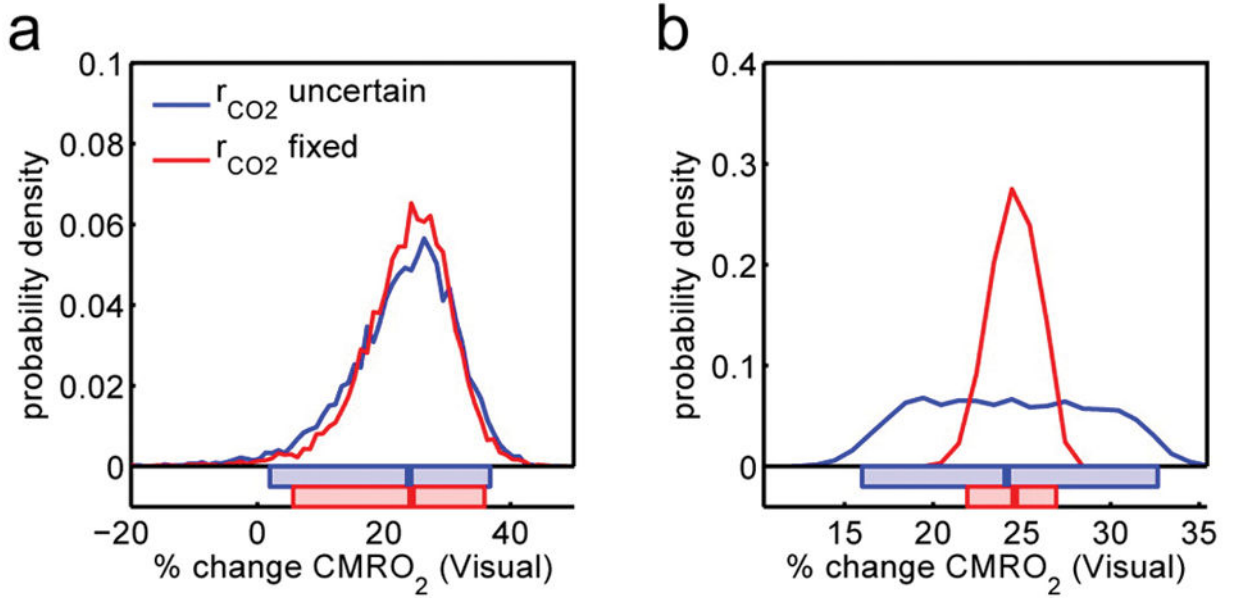 a
0.1
0.08
0.06
0.04
0.02
0
−20
0
20
40
probability density
% change CMRO2 (Visual)
rCO2 uncertain
rCO2 fixed
b
0.4
0.3
0.2
0.1
0
15
20
25
30
35
probability density
% change CMRO2 (Visual)